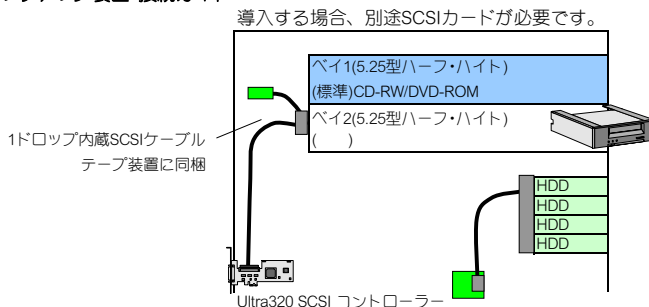 導入する場合、別途SCSIカードが必要です。
ベイ1(5.25型ハーフ・ハイト)
(標準)CD-RW/DVD-ROM
ベイ2(5.25型ハーフ・ハイト)
(　　)
1ドロップ内蔵SCSIケーブル
テープ装置に同梱
HDD
HDD
HDD
HDD
Ultra320 SCSI コントローラー